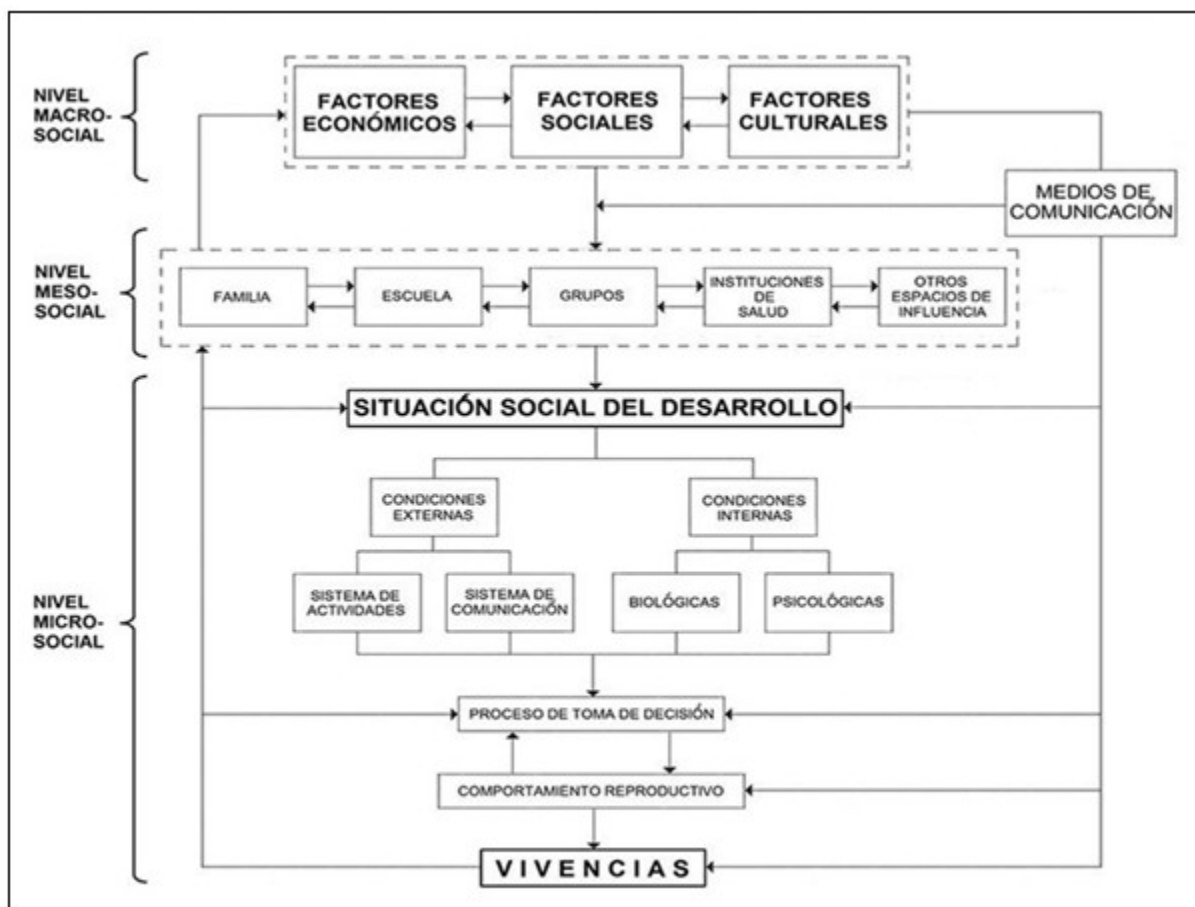 NIVEL
MACRO-
SOCIAL
FACTORES
ECONÓMICOS
FACTORES
SOCIALES
FACTORES
CULTURALES
MEDIOS DE
COMUNICACIÓN
NIVEL
MESO-
SOCIAL
FAMILIA
ESCUELA
GRUPOS
INSTITUCIONES
DE
SALUD
OTROS
ESPACIOS DE
INFLUENCIA
SITUACIÓN SOCIAL DEL DESARROLLO
CONDICIONES
EXTERNAS
CONDICIONES
INTERNAS
NIVEL
MICRO-
SOCIAL
SISTEMA DE
ACTIVIDADES
SISTEMA DE
COMUNICACIÓN
BIOLÓGICAS
PSICOLÓGICAS
PROCESO DE TOMA DE DECISIÓN
COMPORTAMIENTO REPRODUCTIVO
VIVENCIAS